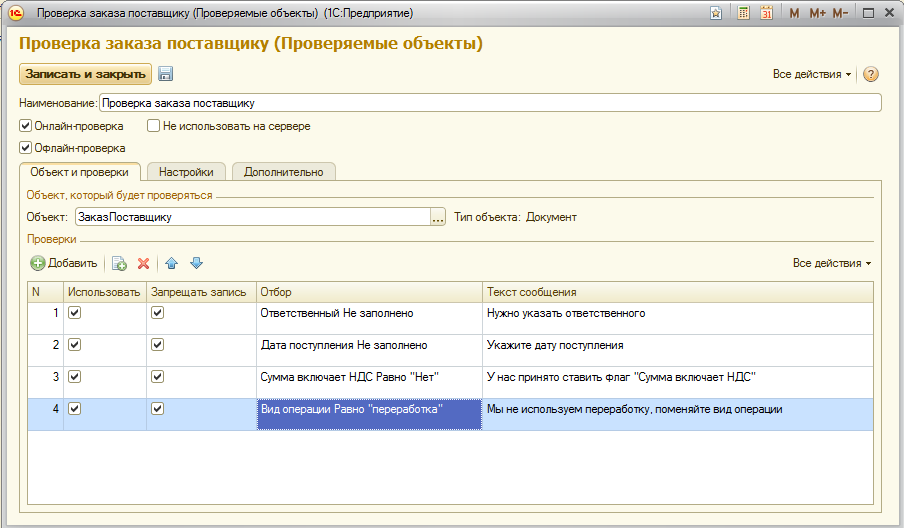 Проверка заказа поставщику (Проверяемые объекты) (1С:Предприятие)
M M+ M-
Проверка заказа поставщику (Проверяемые объекты)
Записать и закрыть Все действия ?
Наименование: Проверка заказа поставщику
Онлайн-проверка Не использовать на сервере
Офлайн-проверка
Объект и проверки Настройки Дополнительно
Объект, который будет проверяться
Объект: ЗаказПоставщику ... Тип объекта: Документ
Проверки
Добавить Все действия
N Использовать Запрещать запись Отбор Текст сообщения
1 Ответственный Не заполнено Нужно указать ответственного
2 Дата поступления Не заполнено Укажите дату поступления
3 Сумма включает НДС Равно "Нет" У нас принято ставить флаг "Сумма включает НДС"
4 Вид операции Равно "переработка" Мы не используем переработку, поменяйте вид операции